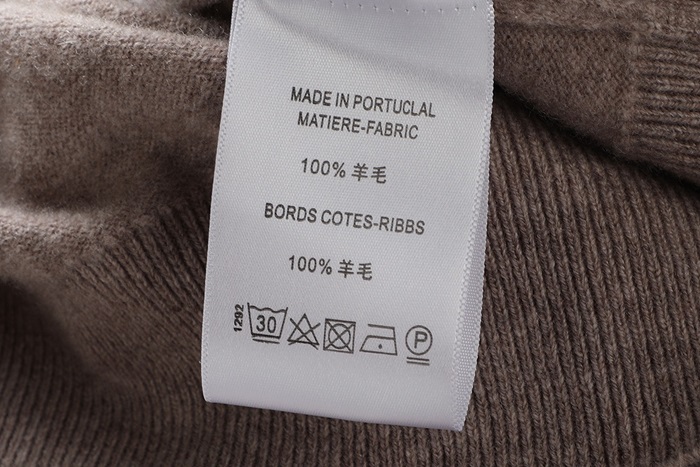 MADE IN PORTUCLAL
MATIERE-FABRIC
100% 羊毛
BORDS COTES-RIBBS
100% 羊毛
1292
30
P